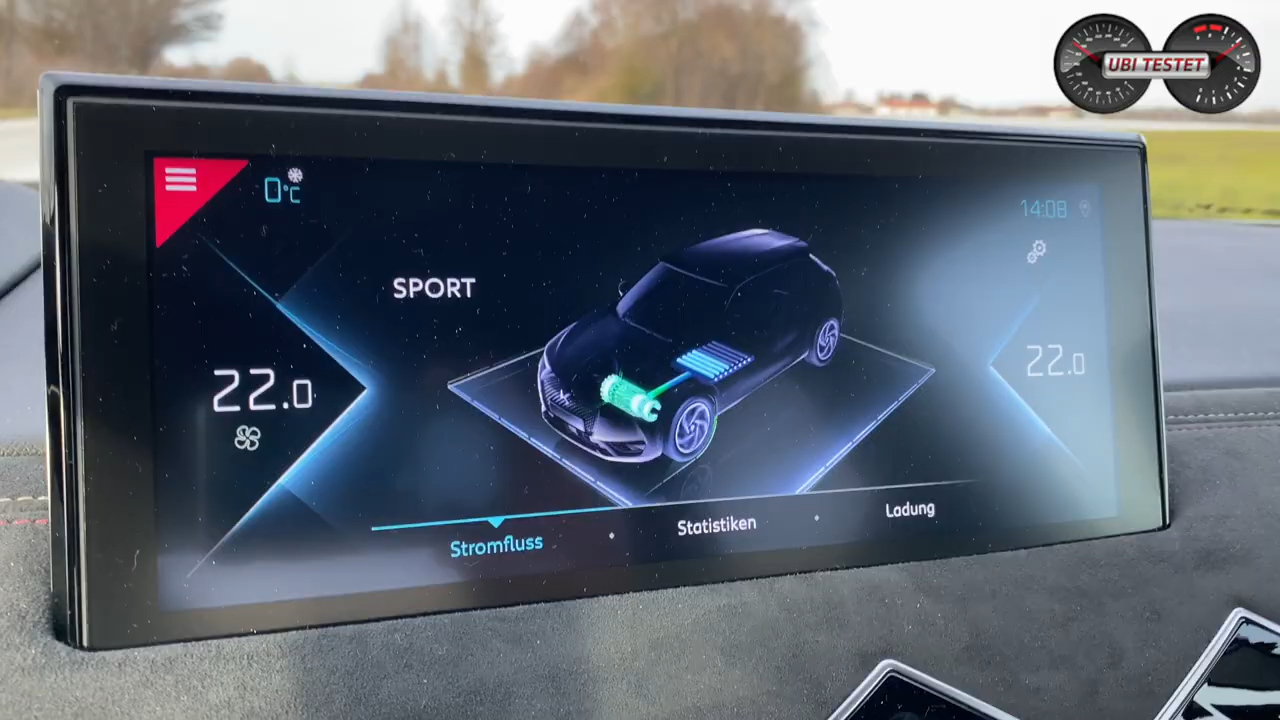 UBI TESTET
0°C
14:08
SPORT
22.0
22.0
Stromfluss
Statistiken
Ladung